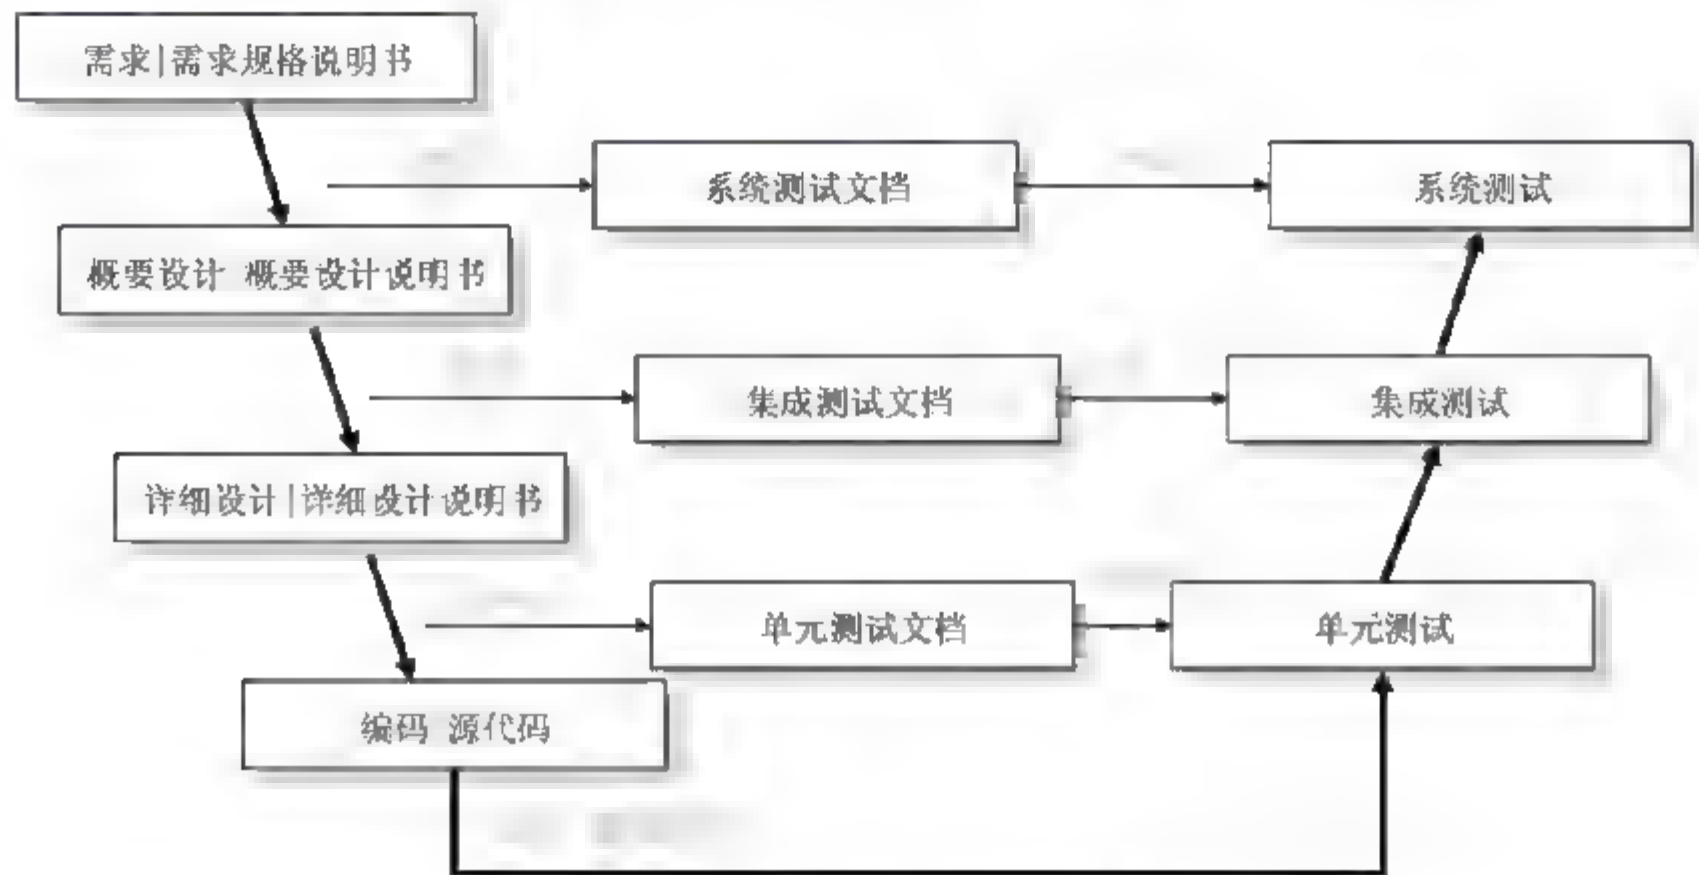 需求|需求规格说明书
系统测试文档
系统测试
概要设计 概要设计说明书
集成测试文档
集成测试
详细设计|详细设计说明书
单元测试文档
单元测试
编码 源代码